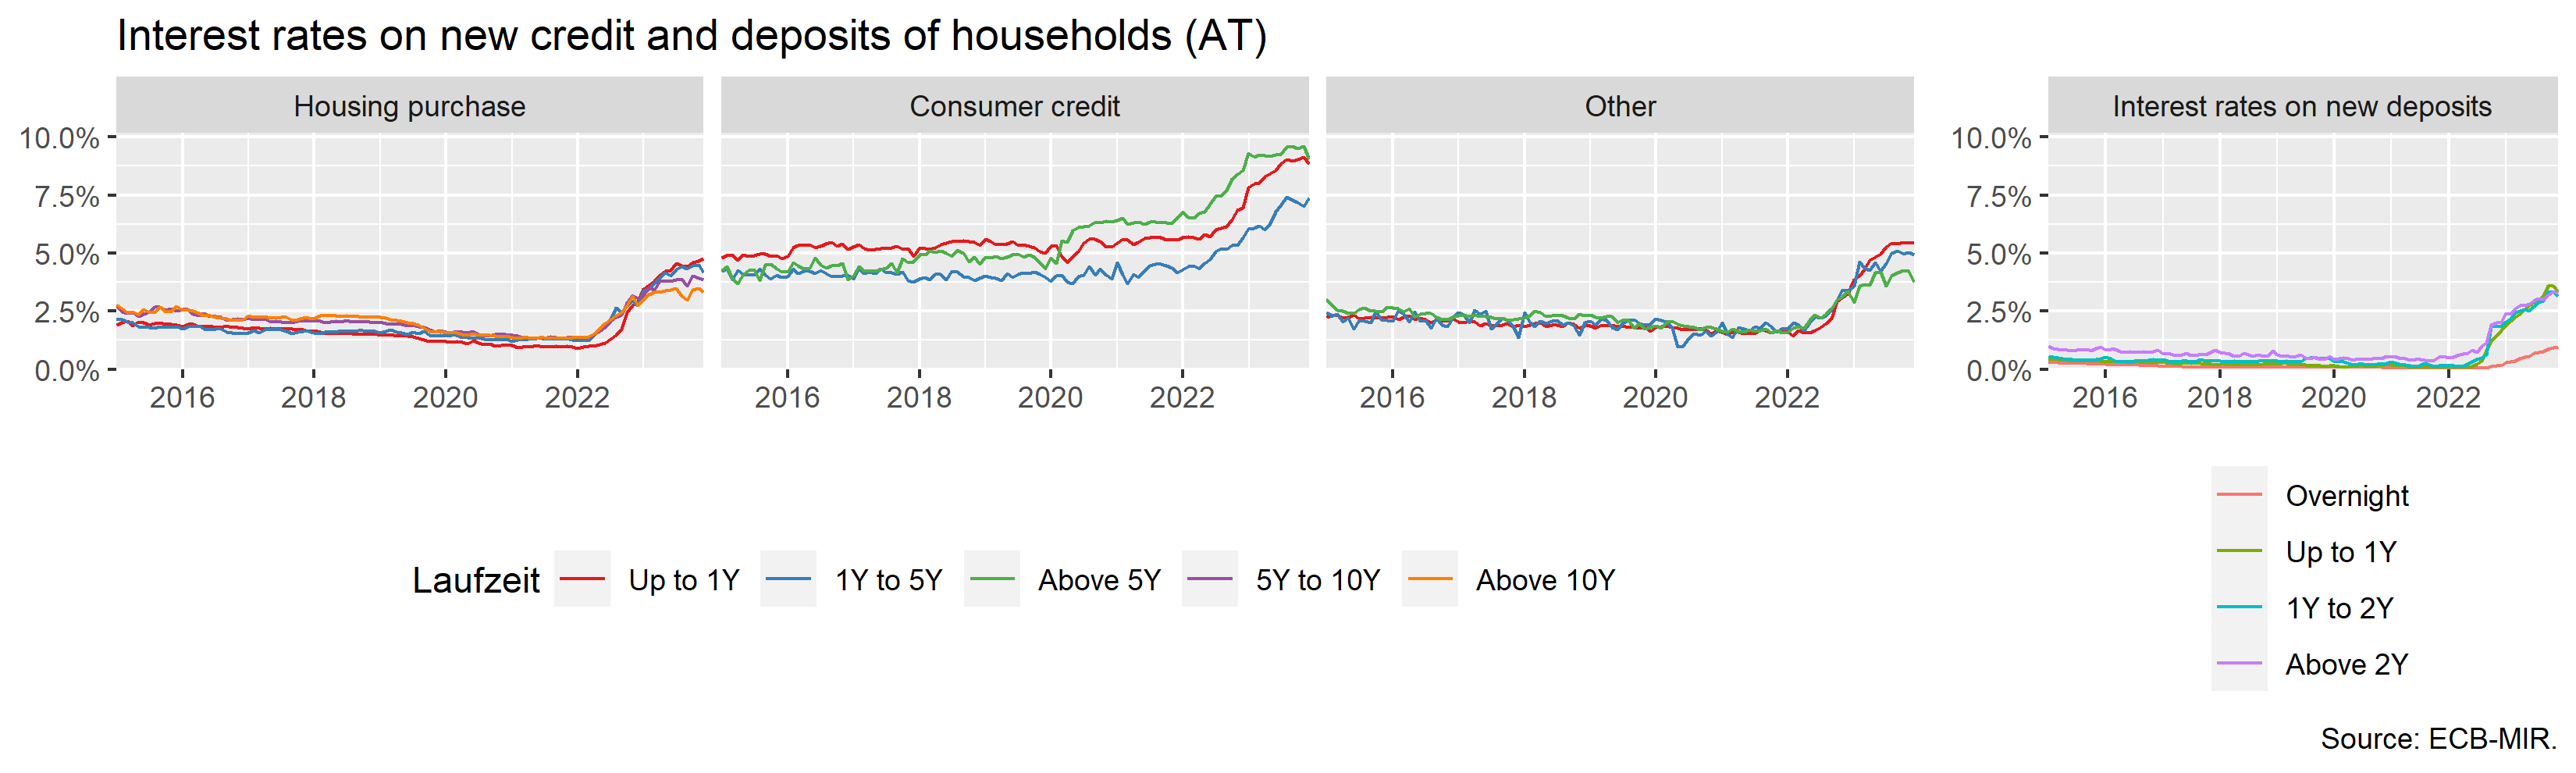 Interest rates on new credit and deposits of households (AT)
Housing purchase
Consumer credit
Other
Interest rates on new deposits
10.0%
7.5%
5.0%
2.5%
0.0%
2016 2018 2020 2022
2016 2018 2020 2022
2016 2018 2020 2022
10.0%
7.5%
5.0%
2.5%
0.0%
2016 2018 2020 2022
Laufzeit Up to 1Y 1Y to 5Y Above 5Y 5Y to 10Y Above 10Y
Overnight
Up to 1Y
1Y to 2Y
Above 2Y
Source: ECB-MIR.